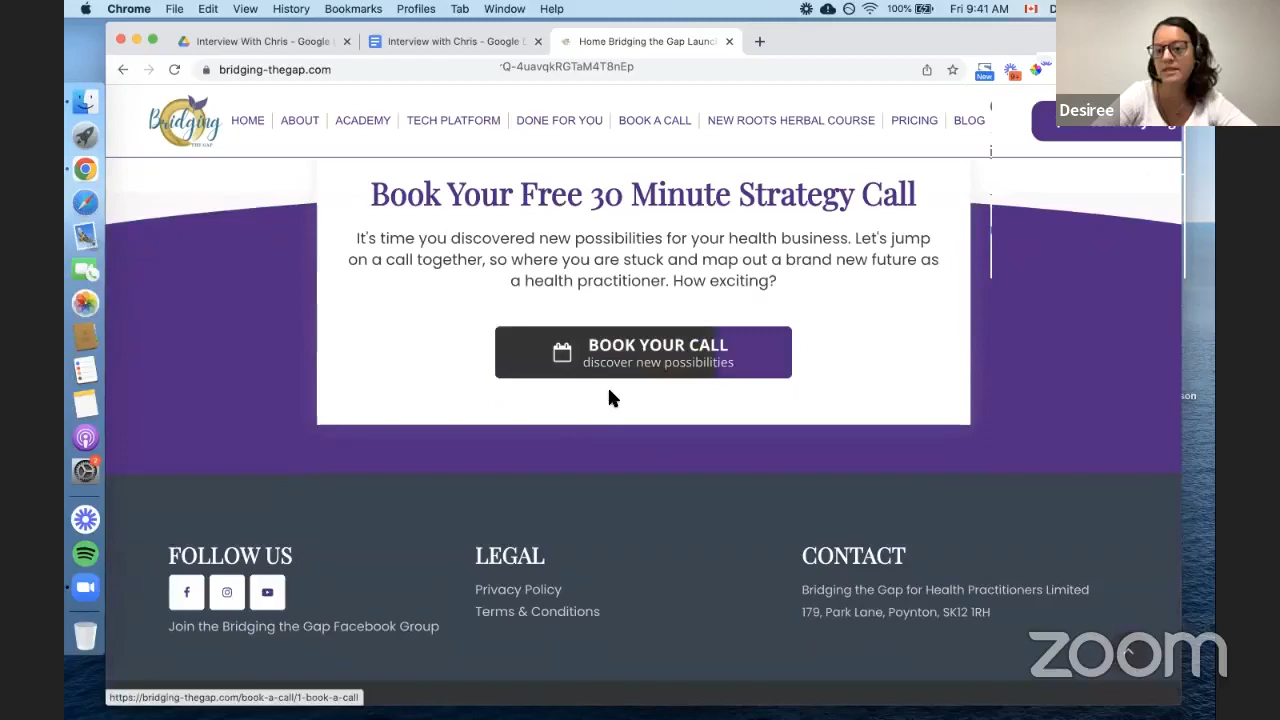 Chrome File Edit View History Bookmarks Profiles Tab Window Help 100% Fri 9:41 AM
Interview With Chris - Google
Interview with Chris - Google
Home Bridging the Gap Launc
bridging-thegap.com
-4uavqkRGTaM4T8nEp
New
Desiree
Bridging
THE GAP
HOME ABOUT ACADEMY TECH PLATFORM DONE FOR YOU BOOK A CALL NEW ROOTS HERBAL COURSE PRICING BLOG
Book Your Free 30 Minute Strategy Call
It's time you discovered new possibilities for your health business. Let's jump
on a call together, so where you are stuck and map out a brand new future as
a health practitioner. How exciting?
BOOK YOUR CALL
discover new possibilities
son
FOLLOW US
Join the Bridging the Gap Facebook Group
LEGAL
Privacy Policy
Terms & Conditions
CONTACT
Bridging the Gap for Health Practitioners Limited
179, Park Lane, Poynton, SK12 1RH
zoom
https://bridging-thegap.com/book-a-call/1-book-a-call